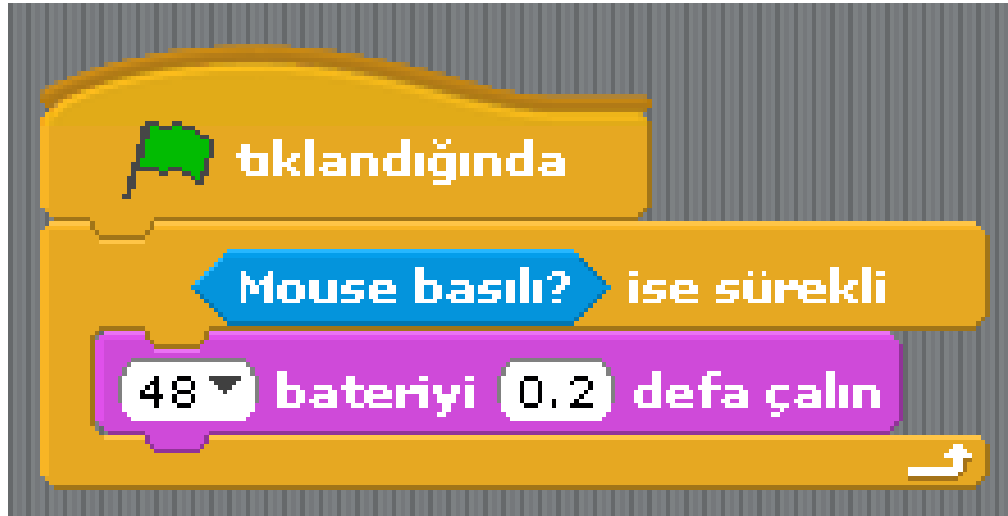 tıklandığında
Mouse basılı? ise sürekli
48 bateriyi 0.2 defa çalın